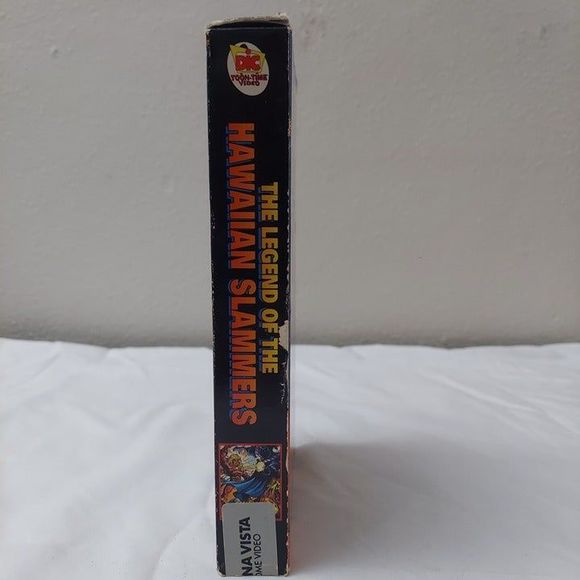 DIC
TOON-TIME
VIDEO
THE LEGEND OF THE
HAWAIIAN SLAMMERS
NA VISTA
OME VIDEO